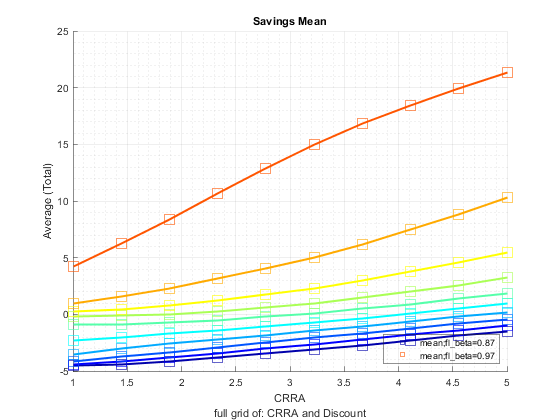 Savings Mean
25
20
15
10
5
0
-5
Average (Total)
1
1.5
2
2.5
3
3.5
4
4.5
5
mean;fl_beta=0.87
mean;fl_beta=0.97
CRRA
full grid of: CRRA and Discount